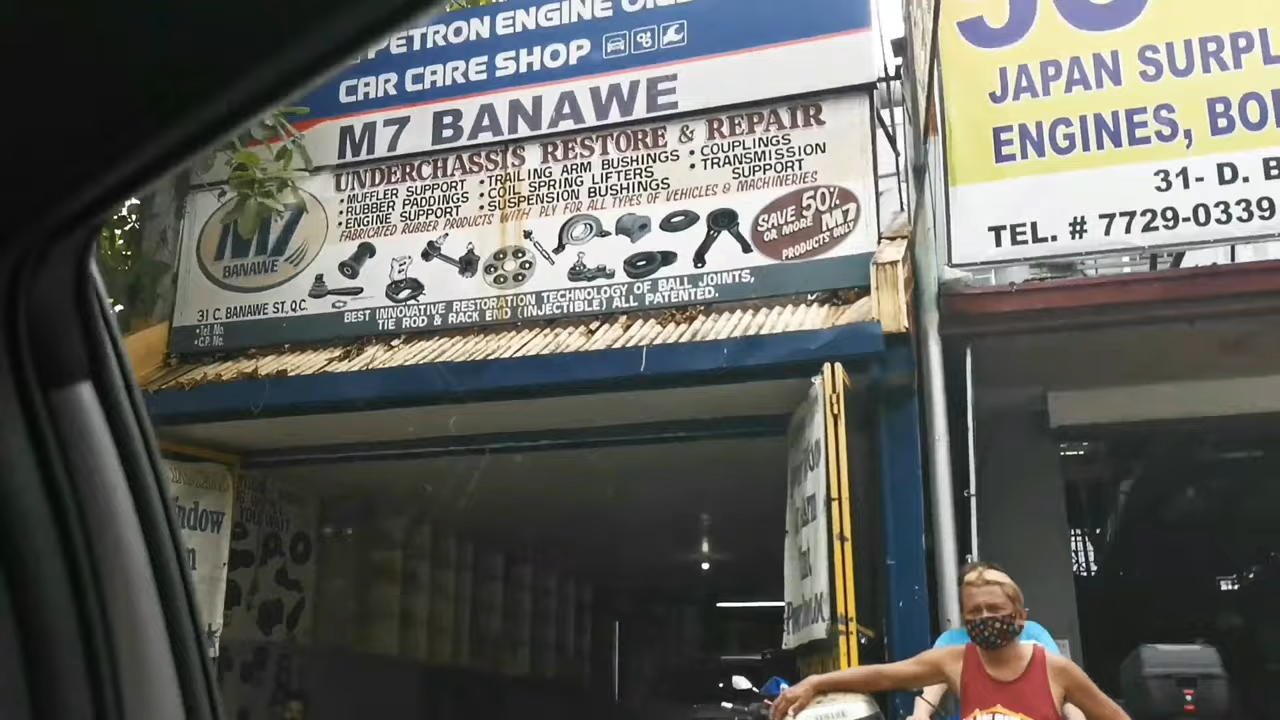 PETRON ENGINE OILS
CAR CARE SHOP
M7 BANAWE
UNDERCHASSIS RESTORE & REPAIR
• MUFFLER SUPPORT
• RUBBER PADDINGS
• ENGINE SUPPORT
• TRAILING ARM BUSHINGS
• COIL SPRING LIFTERS
• SUSPENSION BUSHINGS
• COUPLINGS
• TRANSMISSION
SUPPORT
FABRICATED RUBBER PRODUCTS WITH PLY FOR ALL TYPES OF VEHICLES & MACHINERIES
M7
BANAWE
SAVE 50%
OR MORE M7
PRODUCTS ONLY
31 C. BANAWE ST., Q.C.
• Tel. No.
• C.P. No.
BEST INNOVATIVE RESTORATION TECHNOLOGY OF BALL JOINTS,
TIE ROD & RACK END (INJECTIBLE) ALL PATENTED.
JAPAN SURPL
ENGINES, BO
31- D. B
TEL. # 7729-0339
YOU WAIT